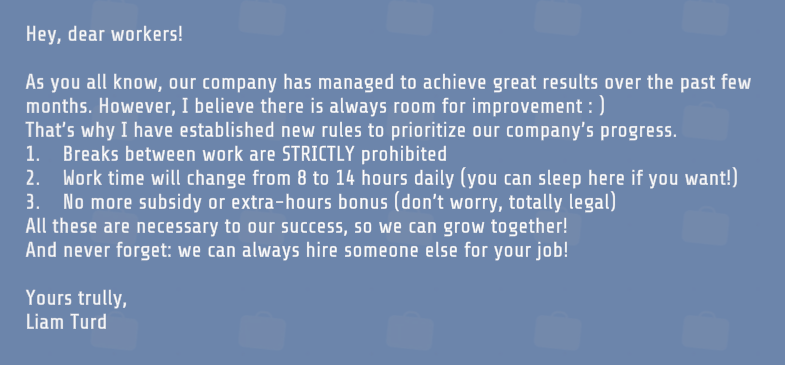 Hey, dear workers!
As you all know, our company has managed to achieve great results over the past few
months. However, I believe there is always room for improvement : )
That's why I have established new rules to prioritize our company's progress.
1. Breaks between work are STRICTLY prohibited
2. Work time will change from 8 to 14 hours daily (you can sleep here if you want!)
3. No more subsidy or extra-hours bonus (don't worry, totally legal)
All these are necessary to our success, so we can grow together!
And never forget: we can always hire someone else for your job!
Yours trully,
Liam Turd